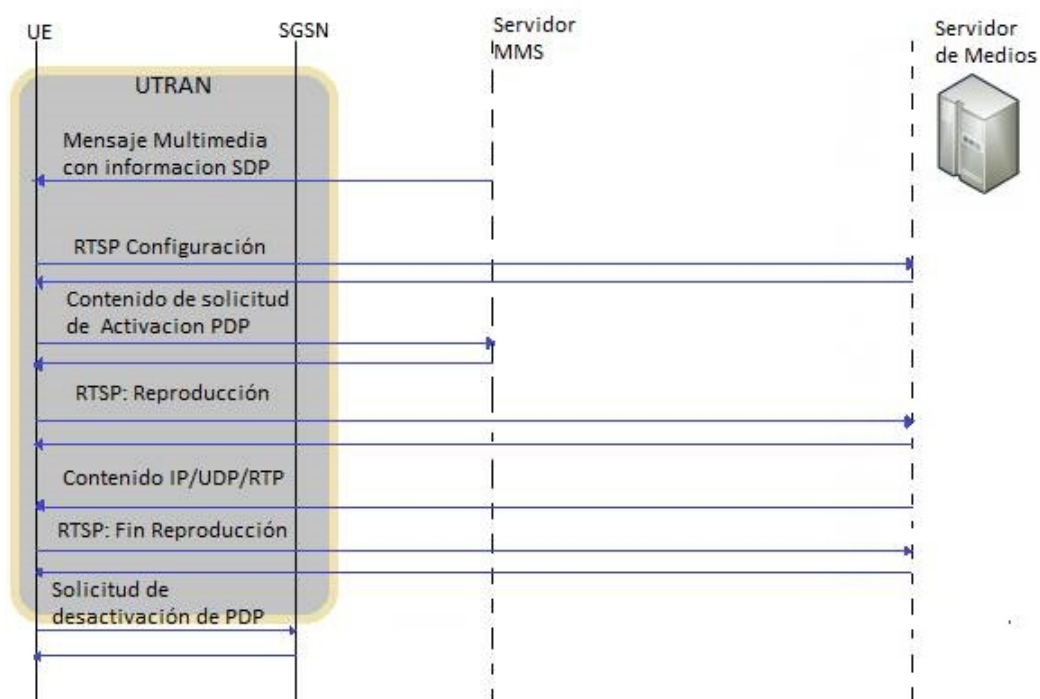 UE
SGSN
Servidor
MMS
Servidor
de Medios
UTRAN
Mensaje Multimedia
con informacion SDP
RTSP Configuración
Contenido de solicitud
de Activacion PDP
RTSP: Reproducción
Contenido IP/UDP/RTP
RTSP: Fin Reproducción
Solicitud de
desactivación de PDP